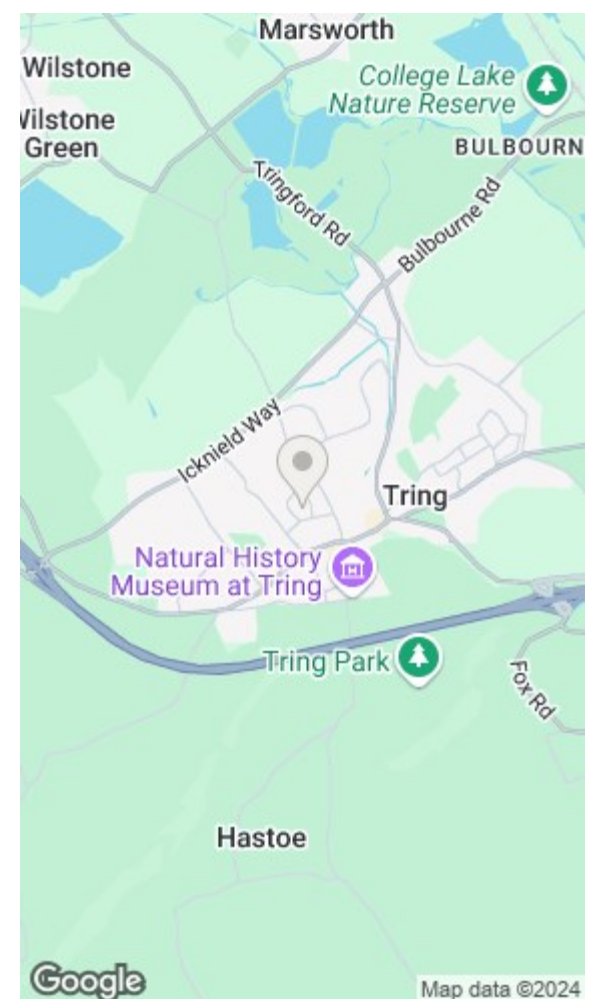 Marsworth
Wilstone
College Lake
Nature Reserve
Wilstone
Green
BULBOURN
Tringford Rd
Bulbourne Rd
Icknield Way
Tring
Natural History
Museum at Tring
Tring Park
Fox Rd
Hastoe
Google
Map data ©2024